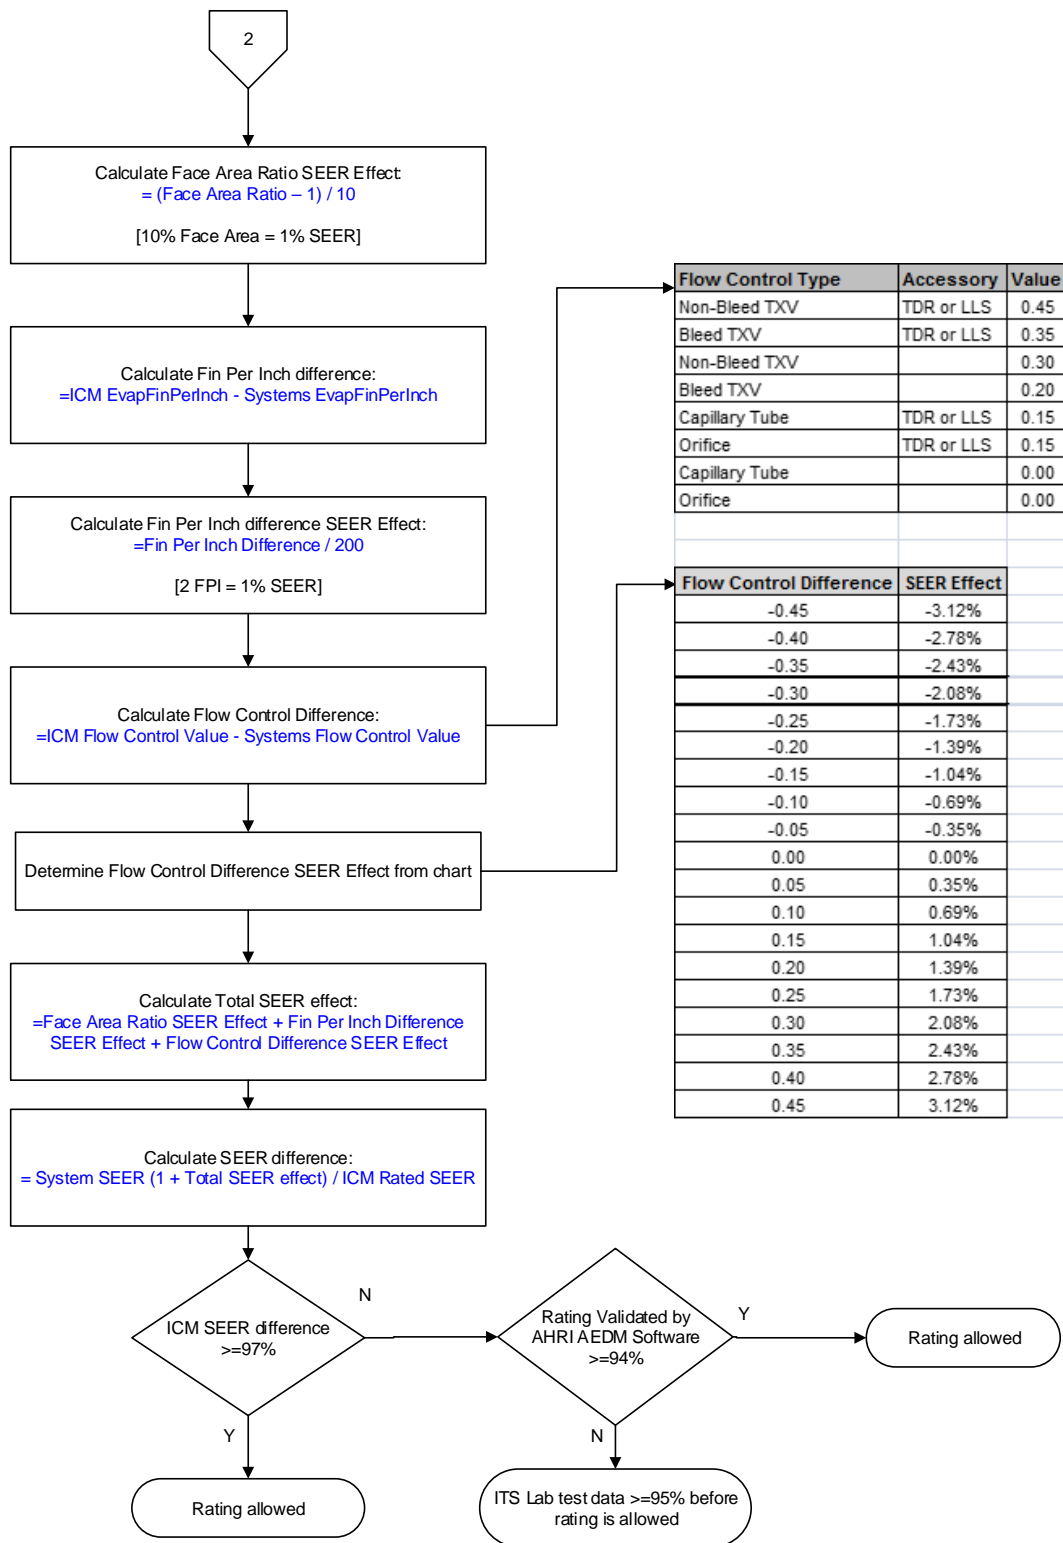 2
Calculate Face Area Ratio SEER Effect:
= (Face Area Ratio – 1) / 10
[10% Face Area = 1% SEER]
Calculate Fin Per Inch difference:
=ICM EvapFinPerInch - Systems EvapFinPerInch
Calculate Fin Per Inch difference SEER Effect:
=Fin Per Inch Difference / 200
[2 FPI = 1% SEER]
Calculate Flow Control Difference:
=ICM Flow Control Value - Systems Flow Control Value
Determine Flow Control Difference SEER Effect from chart
Calculate Total SEER effect:
=Face Area Ratio SEER Effect + Fin Per Inch Difference
SEER Effect + Flow Control Difference SEER Effect
Calculate SEER difference:
= System SEER (1 + Total SEER effect) / ICM Rated SEER
ICM SEER difference
>=97%
N
Y
Rating allowed
Rating Validated by
AHRI AEDM Software
>=94%
Y
Rating allowed
N
ITS Lab test data >=95% before
rating is allowed
Flow Control Type Accessory Value
Non-Bleed TXV TDR or LLS 0.45
Bleed TXV TDR or LLS 0.35
Non-Bleed TXV 0.30
Bleed TXV 0.20
Capillary Tube TDR or LLS 0.15
Orifice TDR or LLS 0.15
Capillary Tube 0.00
Orifice 0.00
Flow Control Difference SEER Effect
-0.45 -3.12%
-0.40 -2.78%
-0.35 -2.43%
-0.30 -2.08%
-0.25 -1.73%
-0.20 -1.39%
-0.15 -1.04%
-0.10 -0.69%
-0.05 -0.35%
0.00 0.00%
0.05 0.35%
0.10 0.69%
0.15 1.04%
0.20 1.39%
0.25 1.73%
0.30 2.08%
0.35 2.43%
0.40 2.78%
0.45 3.12%